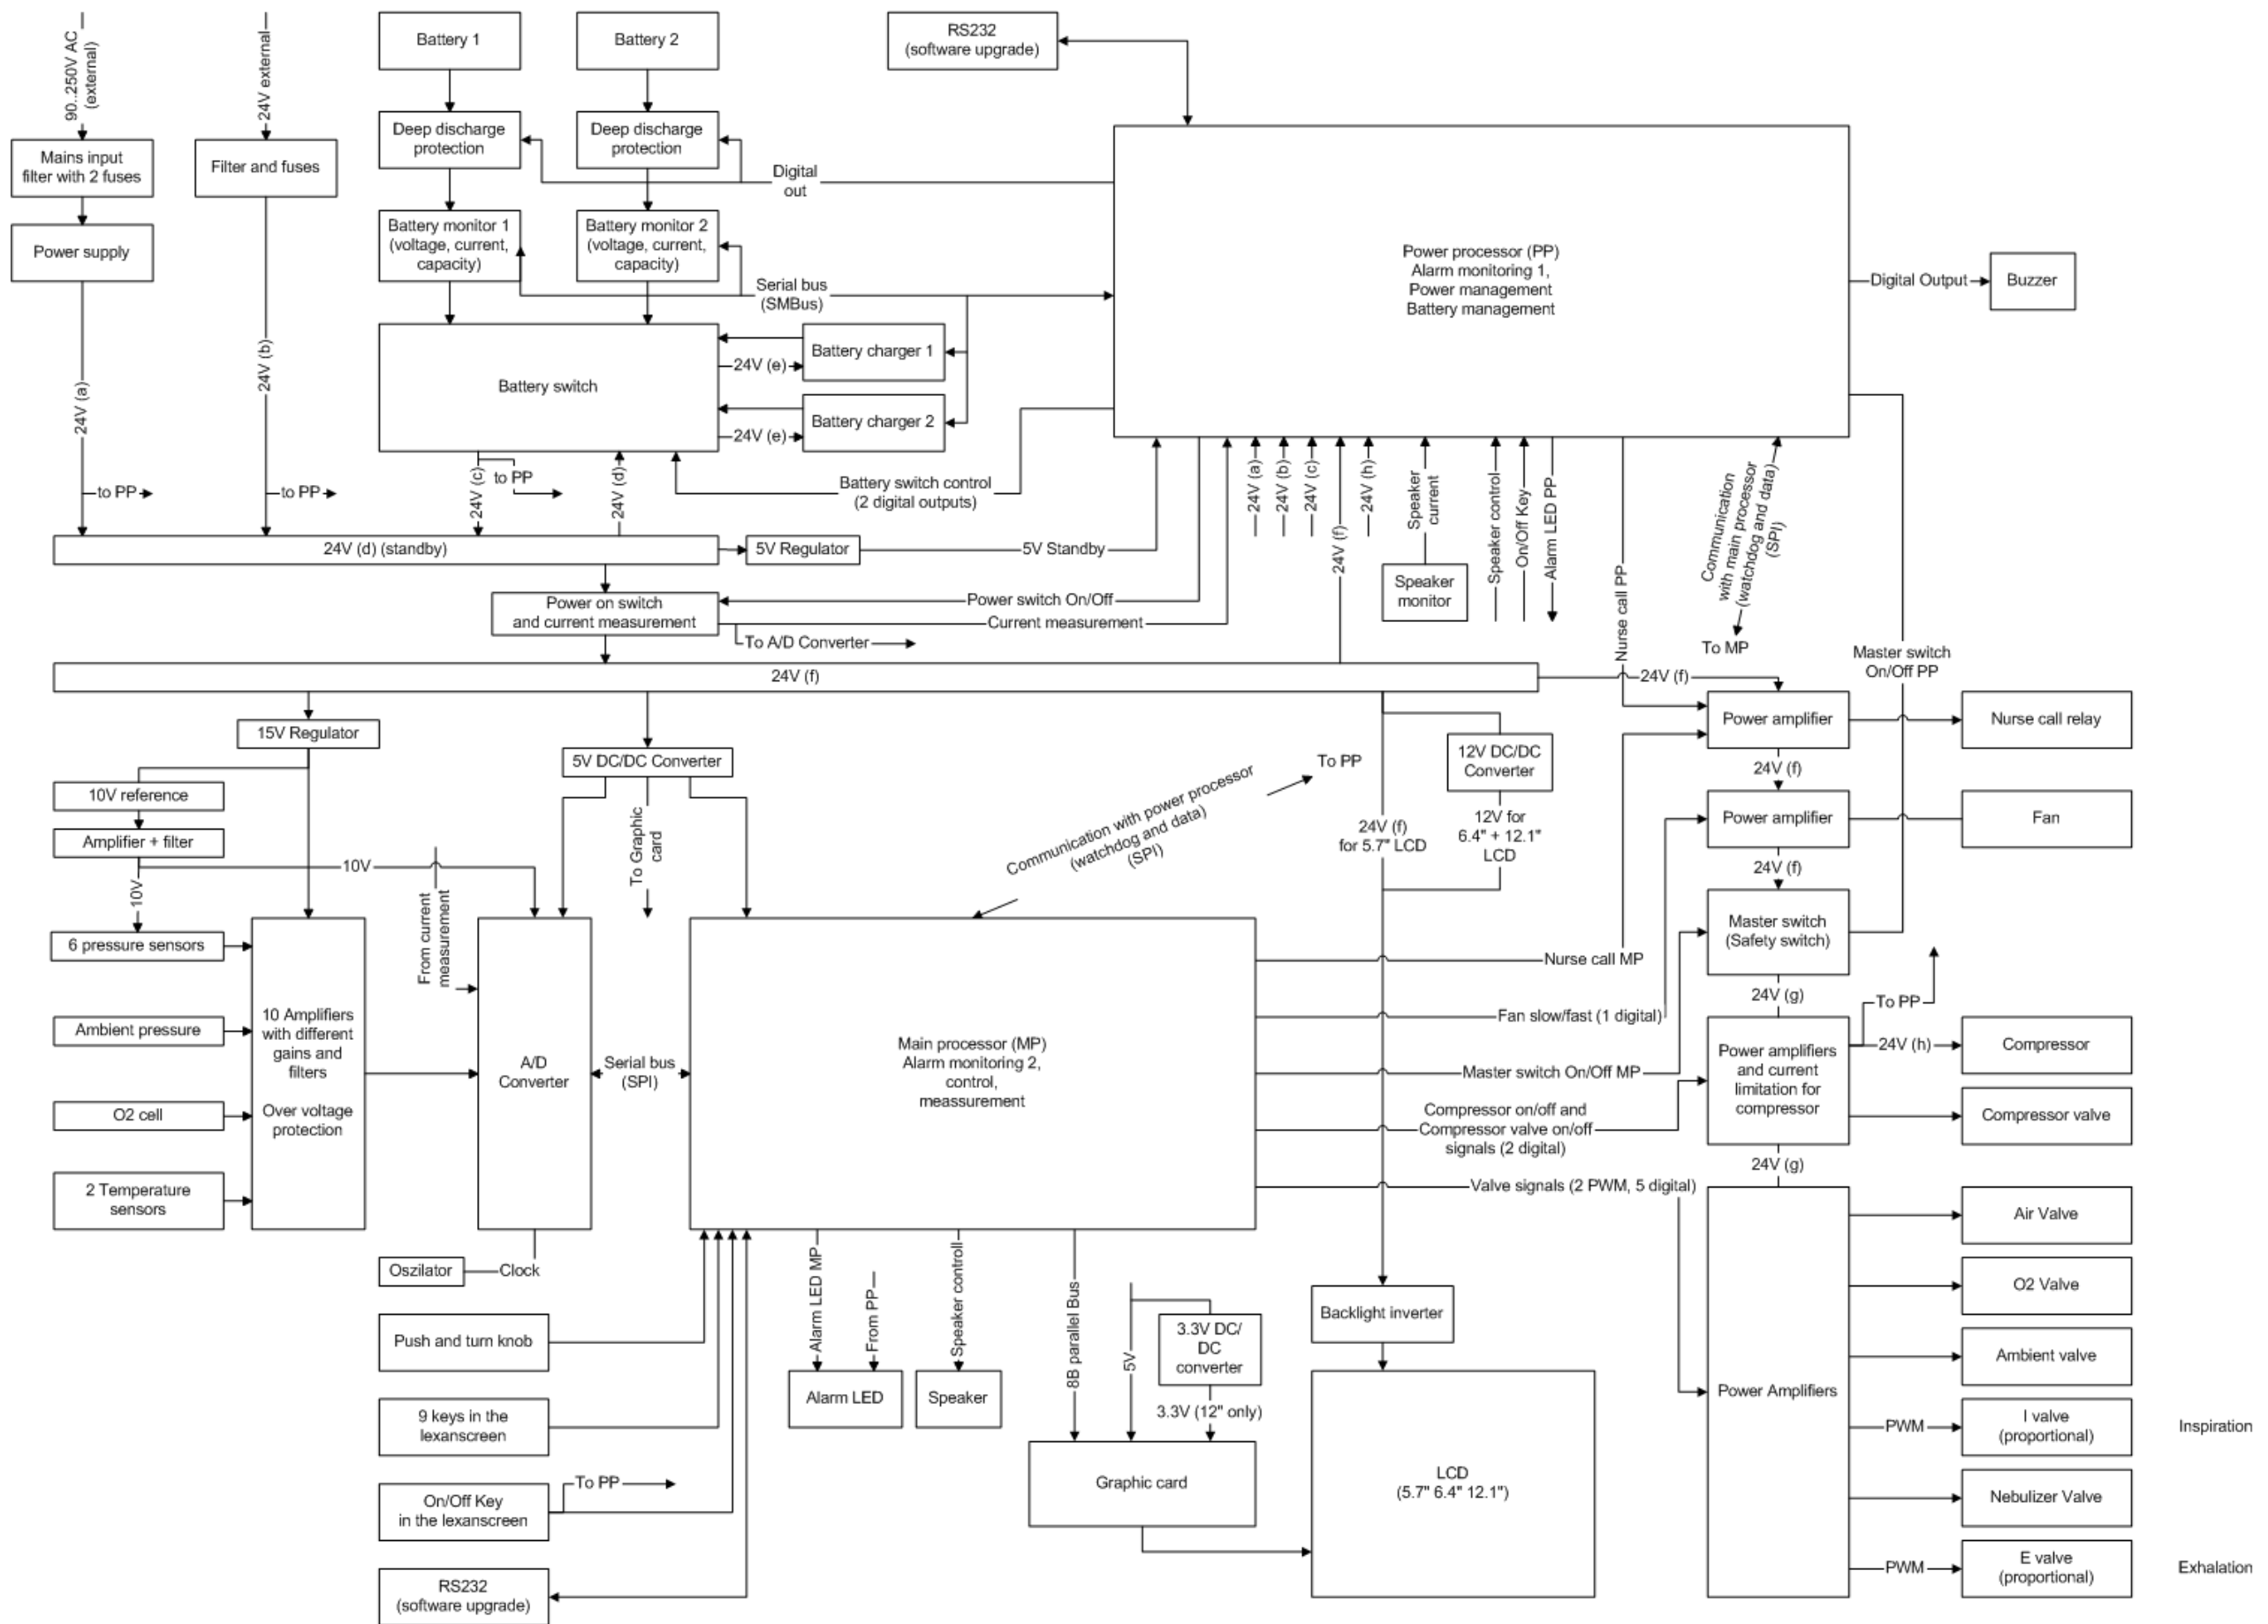 90..250V AC
(external)
24V external
Battery 1
Battery 2
RS232
(software upgrade)
Mains input
filter with 2 fuses
Filter and fuses
Deep discharge
protection
Deep discharge
protection
Digital
out
Power supply
Battery monitor 1
(voltage, current,
capacity)
Battery monitor 2
(voltage, current,
capacity)
Serial bus
(SMBus)
Power processor (PP)
Alarm monitoring 1,
Power management
Battery management
Digital Output
Buzzer
24V (a)
24V (b)
Battery switch
24V (e)
Battery charger 1
24V (e)
Battery charger 2
to PP
to PP
24V (c)
to PP
24V (d)
Battery switch control
(2 digital outputs)
24V (a)
24V (b)
24V (c)
24V (f)
24V (h)
Speaker
current
Speaker control
On/Off Key
Alarm LED PP
Nurse call PP
Communication
with main processor
(watchdog and data)
(SPI)
24V (d) (standby)
5V Regulator
5V Standby
Speaker
monitor
Power on switch
and current measurement
Power switch On/Off
Current measurement
To A/D Converter
To MP
Master switch
On/Off PP
24V (f)
24V (f)
15V Regulator
5V DC/DC Converter
To PP
12V DC/DC
Converter
Power amplifier
Nurse call relay
24V (f)
10V reference
Amplifier + filter
10V
10V
From current
measurement
To Graphic
card
Communication with power processor
(watchdog and data)
(SPI)
24V (f)
for 5.7" LCD
12V for
6.4" + 12.1"
LCD
Power amplifier
Fan
24V (f)
6 pressure sensors
Ambient pressure
O2 cell
2 Temperature
sensors
10 Amplifiers
with different
gains and
filters
Over voltage
protection
A/D
Converter
Serial bus
(SPI)
Main processor (MP)
Alarm monitoring 2,
control,
meassurement
Nurse call MP
Fan slow/fast (1 digital)
Master switch On/Off MP
Compressor on/off and
Compressor valve on/off
signals (2 digital)
Valve signals (2 PWM, 5 digital)
Master switch
(Safety switch)
24V (g)
To PP
Power amplifiers
and current
limitation for
compressor
24V (h)
Compressor
Compressor valve
24V (g)
Oszilator
Clock
Push and turn knob
9 keys in the
lexanscreen
On/Off Key
in the lexanscreen
To PP
RS232
(software upgrade)
Alarm LED MP
From PP
Speaker controll
8B parallel Bus
5V
3.3V DC/
DC
converter
3.3V (12" only)
Alarm LED
Speaker
Graphic card
Backlight inverter
LCD
(5.7" 6.4" 12.1")
Power Amplifiers
Air Valve
O2 Valve
Ambient valve
PWM
I valve
(proportional)
Inspiration
Nebulizer Valve
PWM
E valve
(proportional)
Exhalation